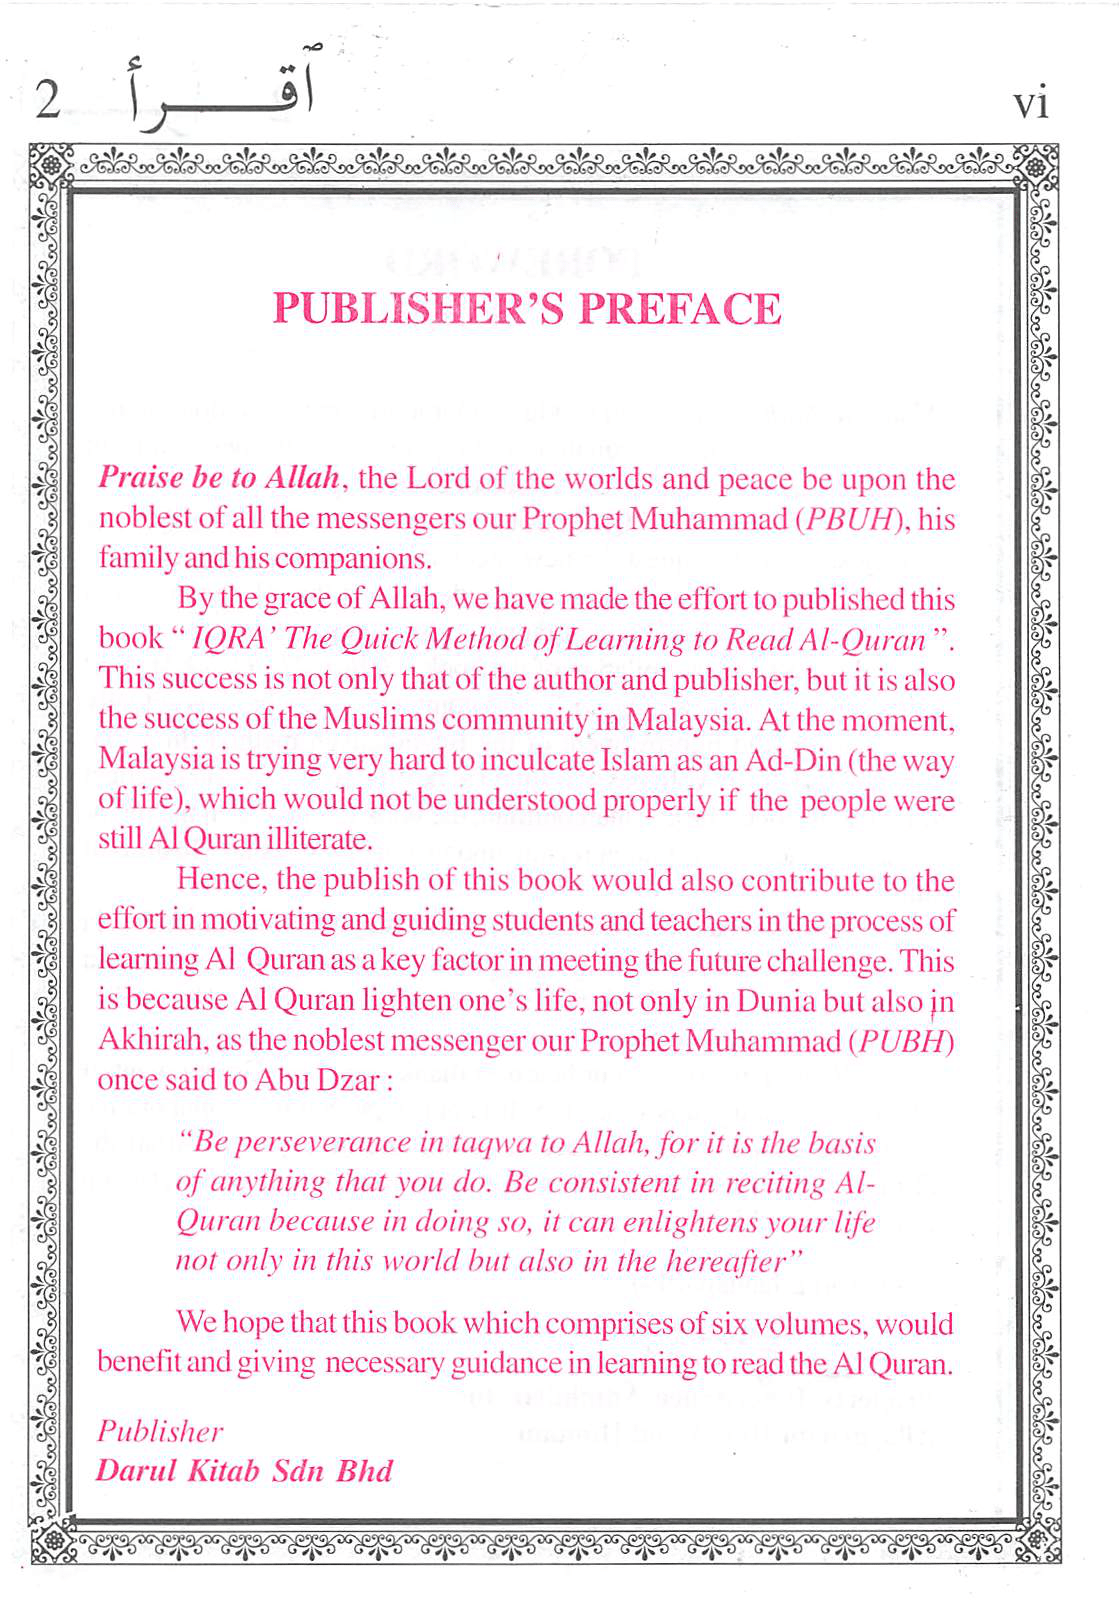 2 ٱقـــرأ vi
PUBLISHER’S PREFACE
Praise be to Allah, the Lord of the worlds and peace be upon the
noblest of all the messengers our Prophet Muhammad (PBUH), his
family and his companions.
By the grace of Allah, we have made the effort to published this
book “ IQRA’ The Quick Method of Learning to Read Al-Quran ”.
This success is not only that of the author and publisher, but it is also
the success of the Muslims community in Malaysia. At the moment,
Malaysia is trying very hard to inculcate Islam as an Ad-Din (the way
of life), which would not be understood properly if the people were
still Al Quran illiterate.
Hence, the publish of this book would also contribute to the
effort in motivating and guiding students and teachers in the process of
learning Al Quran as a key factor in meeting the future challenge. This
is because Al Quran lighten one’s life, not only in Dunia but also in
Akhirah, as the noblest messenger our Prophet Muhammad (PUBH)
once said to Abu Dzar :
“Be perseverance in taqwa to Allah, for it is the basis
of anything that you do. Be consistent in reciting Al-
Quran because in doing so, it can enlightens your life
not only in this world but also in the hereafter”
We hope that this book which comprises of six volumes, would
benefit and giving necessary guidance in learning to read the Al Quran.
Publisher
Darul Kitab Sdn Bhd